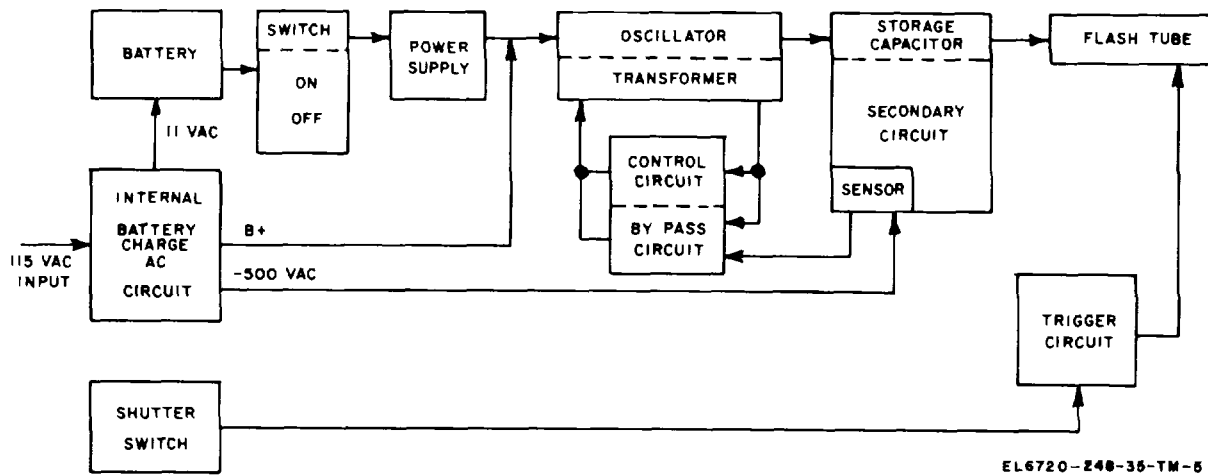 BATTERY
SWITCH
ON
OFF
POWER
SUPPLY
OSCILLATOR
TRANSFORMER
STORAGE
CAPACITOR
SECONDARY
CIRCUIT
SENSOR
FLASH TUBE
11 VAC
CONTROL
CIRCUIT
BY PASS
CIRCUIT
INTERNAL
BATTERY
CHARGE
AC
CIRCUIT
115 VAC
INPUT
B+
-500 VAC
TRIGGER
CIRCUIT
SHUTTER
SWITCH
EL6720-248-35-TM-5